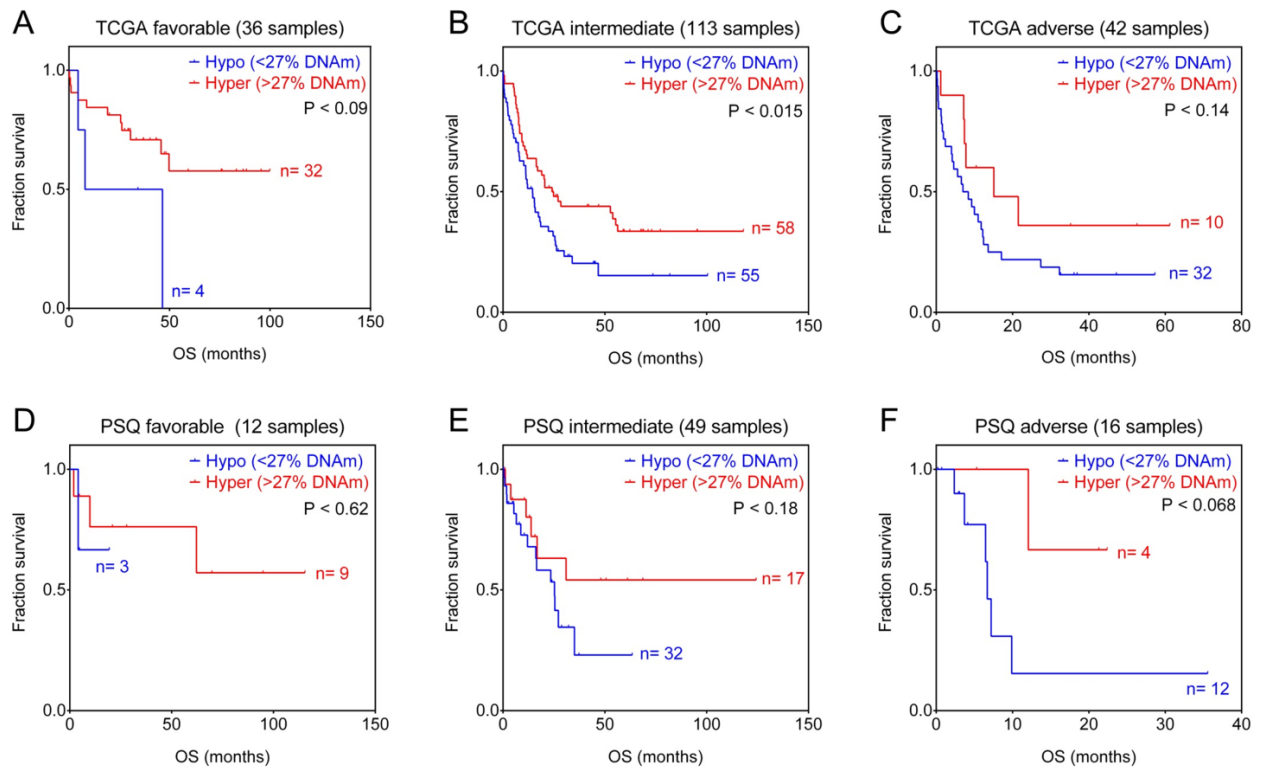 A
TCGA favorable (36 samples)
Hypo (<27% DNAm)
Hyper (>27% DNAm)
P < 0.09
n= 32
n= 4
Fraction survival
1.0
0.5
0.0
0
50
100
150
OS (months)
B
TCGA intermediate (113 samples)
Hypo (<27% DNAm)
Hyper (>27% DNAm)
P < 0.015
n= 58
n= 55
Fraction survival
1.0
0.5
0.0
0
50
100
150
OS (months)
C
TCGA adverse (42 samples)
Hypo (<27% DNAm)
Hyper (>27% DNAm)
P < 0.14
n= 10
n= 32
Fraction survival
1.0
0.5
0.0
0
20
40
60
80
OS (months)
D
PSQ favorable (12 samples)
Hypo (<27% DNAm)
Hyper (>27% DNAm)
P < 0.62
n= 3
n= 9
Fraction survival
1.0
0.5
0.0
0
50
100
150
OS (months)
E
PSQ intermediate (49 samples)
Hypo (<27% DNAm)
Hyper (>27% DNAm)
P < 0.18
n= 17
n= 32
Fraction survival
1.0
0.5
0.0
0
50
100
150
OS (months)
F
PSQ adverse (16 samples)
Hypo (<27% DNAm)
Hyper (>27% DNAm)
P < 0.068
n= 4
n= 12
Fraction survival
1.0
0.5
0.0
0
10
20
30
40
OS (months)